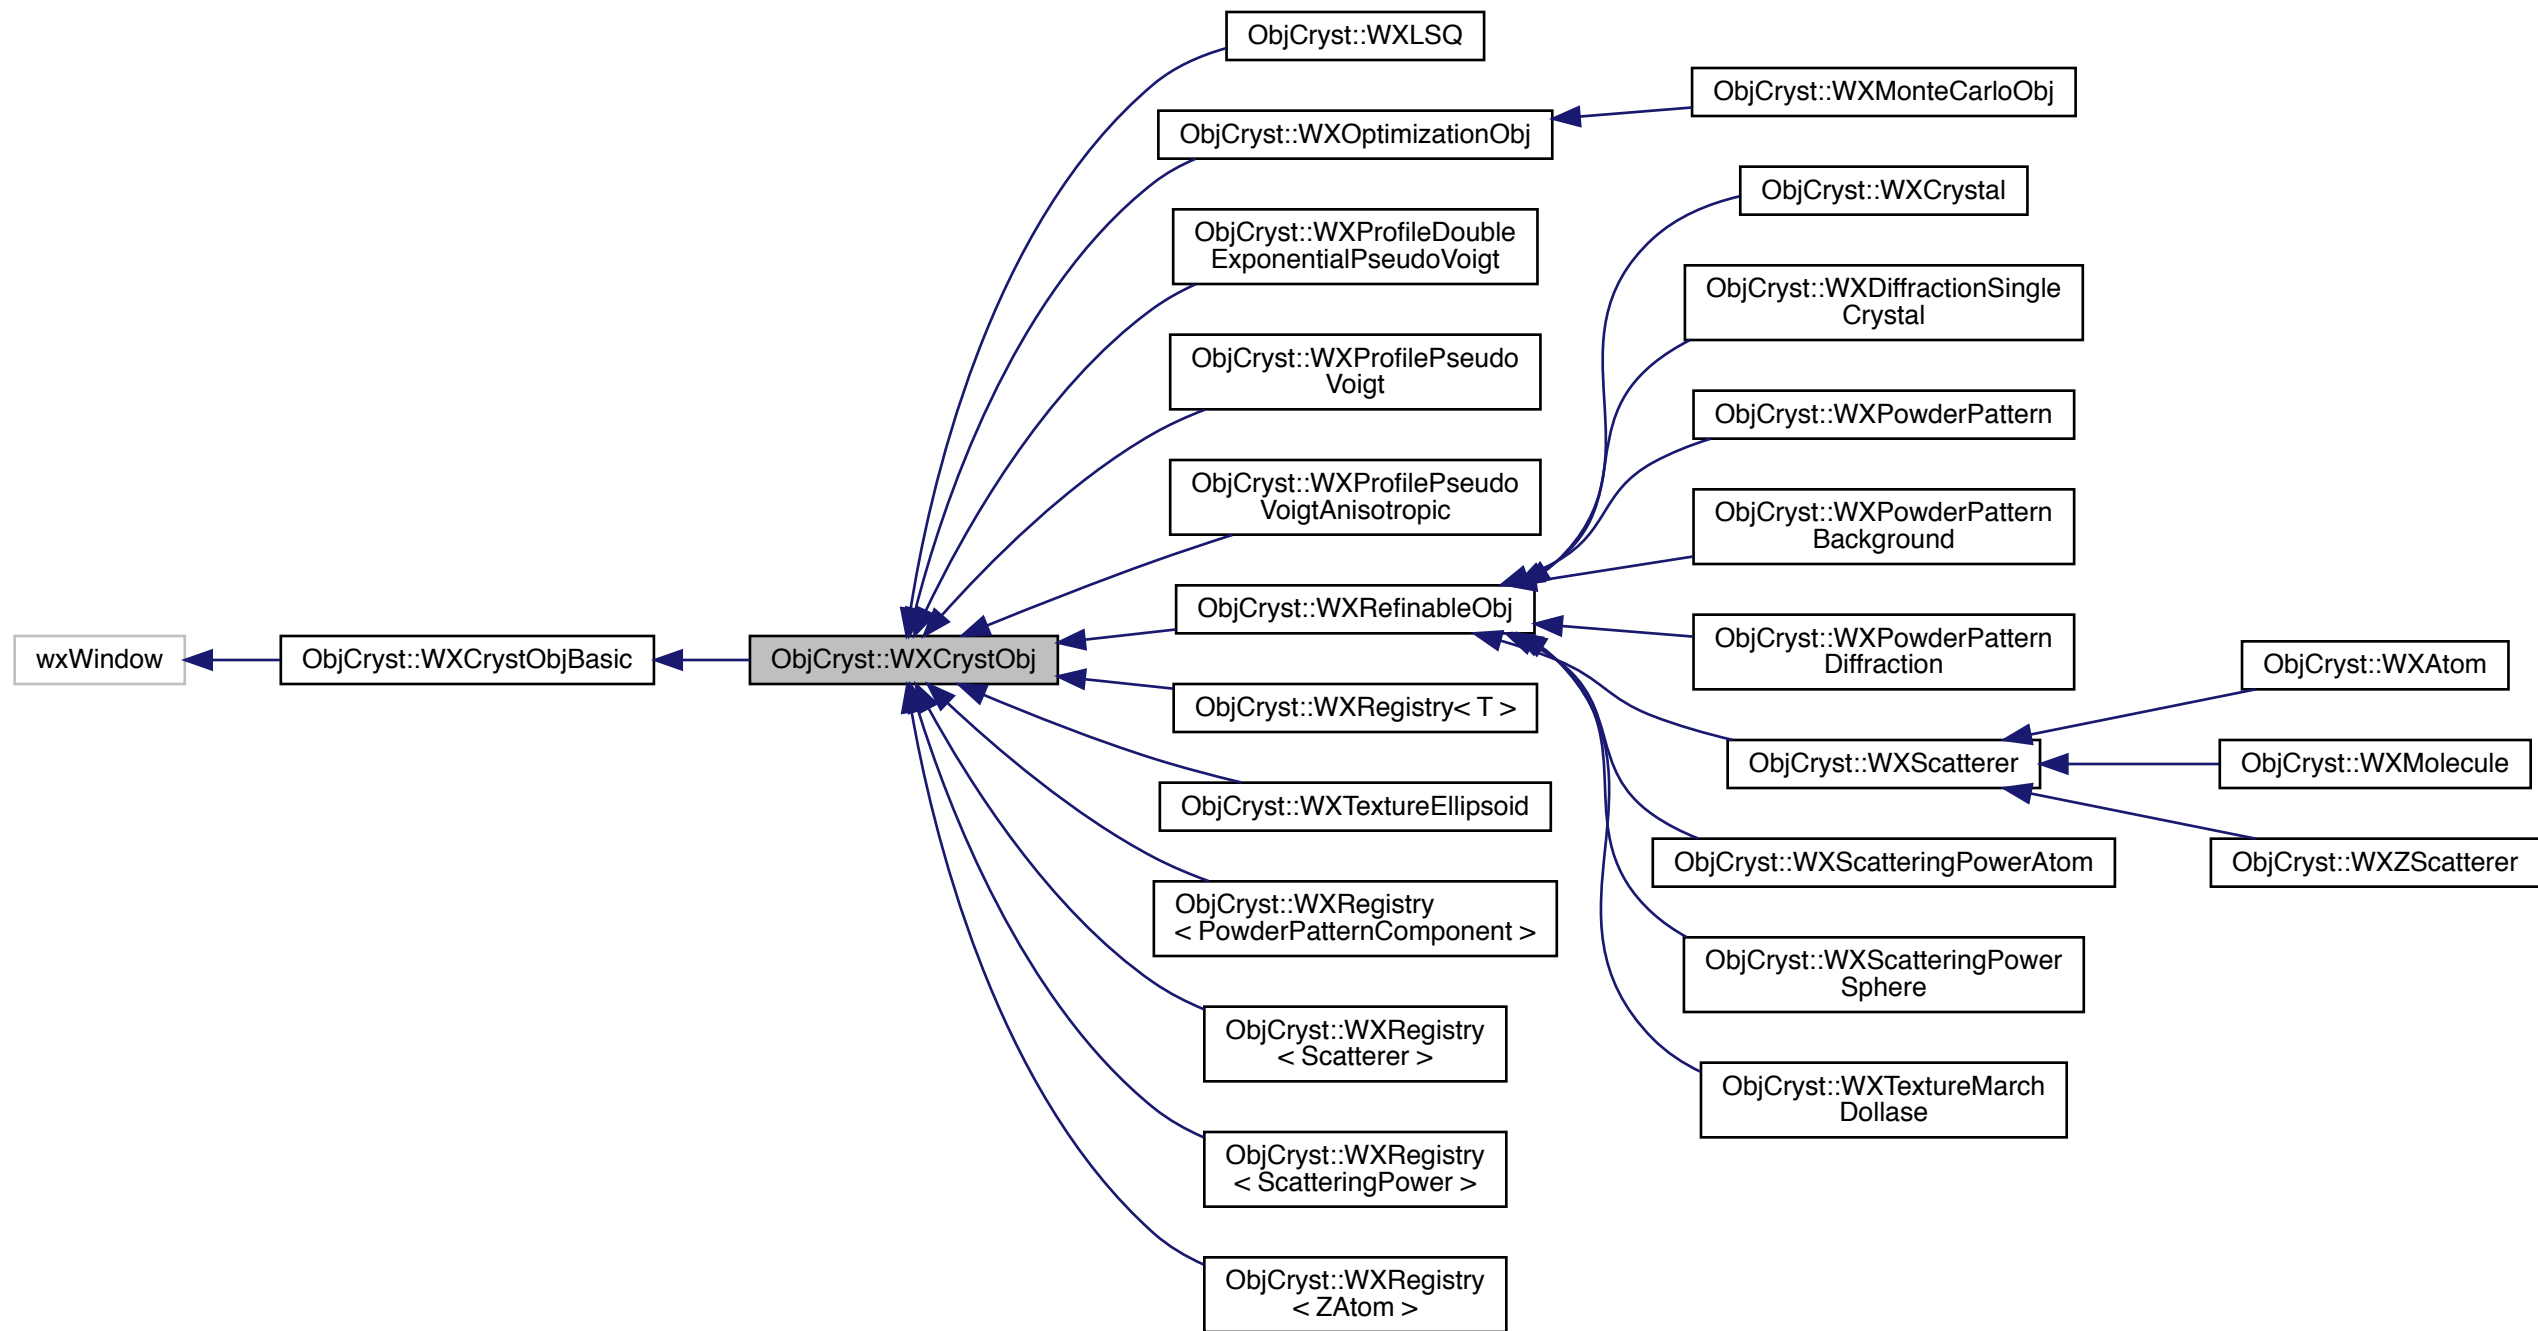 wxWindow
ObjCryst::WXCrystObjBasic
ObjCryst::WXCrystObj
ObjCryst::WXLSQ
ObjCryst::WXOptimizationObj
ObjCryst::WXProfileDouble
ExponentialPseudoVoigt
ObjCryst::WXProfilePseudo
Voigt
ObjCryst::WXProfilePseudo
VoigtAnisotropic
ObjCryst::WXRefinableObj
ObjCryst::WXRegistry< T >
ObjCryst::WXTextureEllipsoid
ObjCryst::WXRegistry
< PowderPatternComponent >
ObjCryst::WXRegistry
< Scatterer >
ObjCryst::WXRegistry
< ScatteringPower >
ObjCryst::WXRegistry
< ZAtom >
ObjCryst::WXMonteCarloObj
ObjCryst::WXCrystal
ObjCryst::WXDiffractionSingle
Crystal
ObjCryst::WXPowderPattern
ObjCryst::WXPowderPattern
Background
ObjCryst::WXPowderPattern
Diffraction
ObjCryst::WXScatterer
ObjCryst::WXScatteringPowerAtom
ObjCryst::WXScatteringPower
Sphere
ObjCryst::WXTextureMarch
Dollase
ObjCryst::WXAtom
ObjCryst::WXMolecule
ObjCryst::WXZScatterer